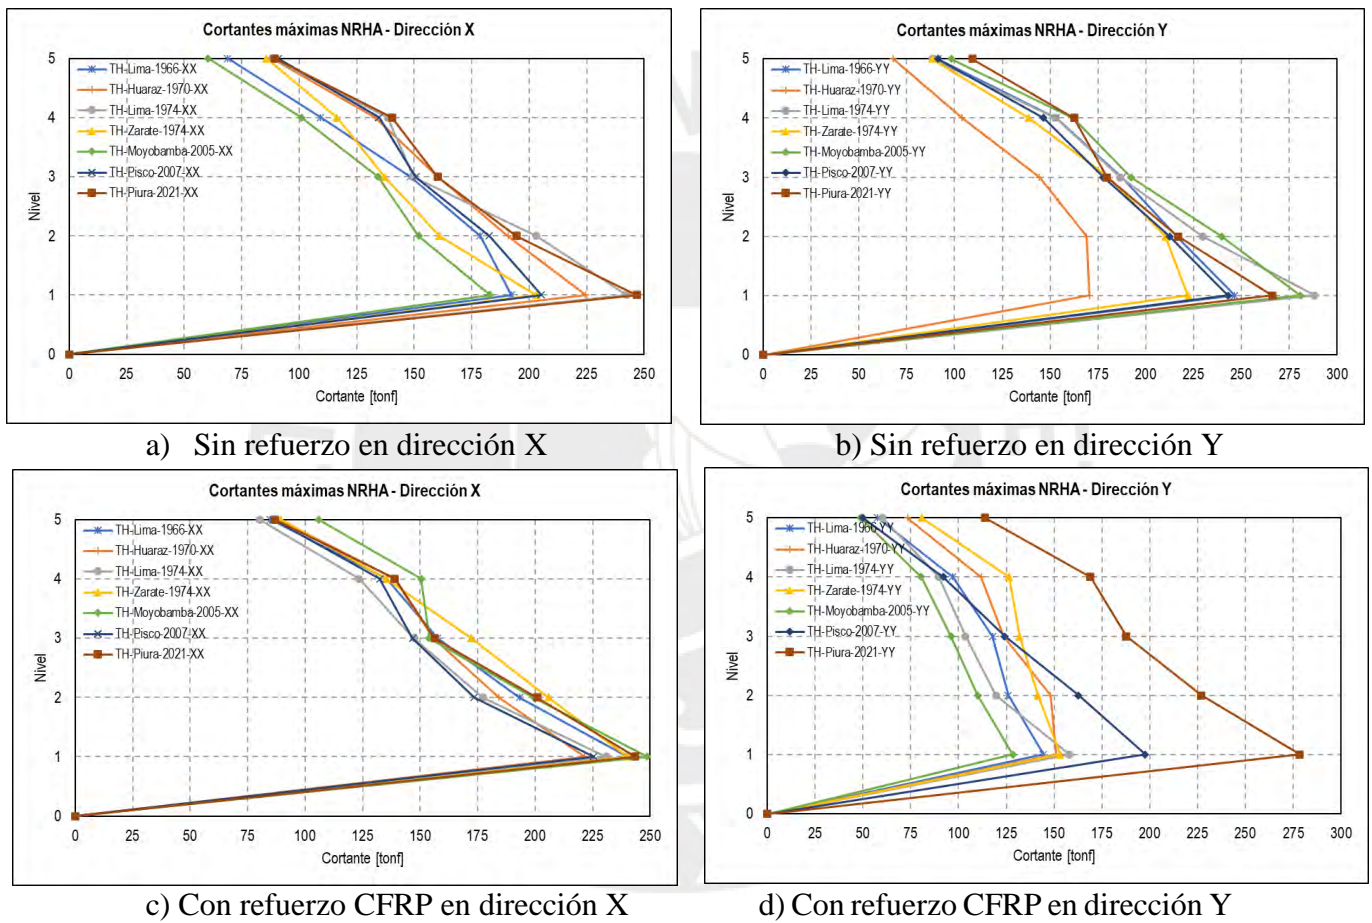 Cortantes máximas NRHA - Dirección X
5
4
3
2
1
0
Nivel
TH-Lima-1966-XX
TH-Huaraz-1970-XX
TH-Lima-1974-XX
TH-Zarate-1974-XX
TH-Moyobamba-2005-XX
TH-Pisco-2007-XX
TH-Piura-2021-XX
0 25 50 75 100 125 150 175 200 225 250
Cortante [tonf]
a) Sin refuerzo en dirección X
Cortantes máximas NRHA - Dirección Y
5
4
3
2
1
0
Nivel
TH-Lima-1966-YY
TH-Huaraz-1970-YY
TH-Lima-1974-YY
TH-Zarate-1974-YY
TH-Moyobamba-2005-YY
TH-Pisco-2007-YY
TH-Piura-2021-YY
0 25 50 75 100 125 150 175 200 225 250 275 300
Cortante [tonf]
b) Sin refuerzo en dirección Y
Cortantes máximas NRHA - Dirección X
5
4
3
2
1
0
Nivel
TH-Lima-1966-XX
TH-Huaraz-1970-XX
TH-Lima-1974-XX
TH-Zarate-1974-XX
TH-Moyobamba-2005-XX
TH-Pisco-2007-XX
TH-Piura-2021-XX
0 25 50 75 100 125 150 175 200 225 250
Cortante [tonf]
c) Con refuerzo CFRP en dirección X
Cortantes máximas NRHA - Dirección Y
5
4
3
2
1
0
Nivel
TH-Lima-1966-YY
TH-Huaraz-1970-YY
TH-Lima-1974-YY
TH-Zarate-1974-YY
TH-Moyobamba-2005-YY
TH-Pisco-2007-YY
TH-Piura-2021-YY
0 25 50 75 100 125 150 175 200 225 250 275 300
Cortante [tonf]
d) Con refuerzo CFRP en dirección Y